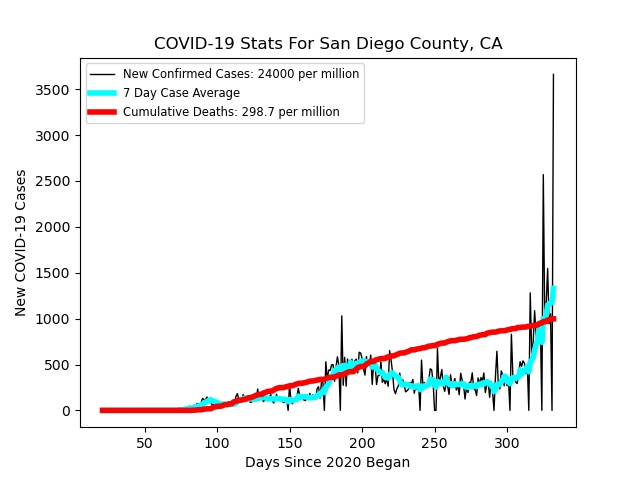 COVID-19 Stats For San Diego County, CA
New Confirmed Cases: 24000 per million
7 Day Case Average
Cumulative Deaths: 298.7 per million
New COVID-19 Cases
3500
3000
2500
2000
1500
1000
500
0
50 100 150 200 250 300
Days Since 2020 Began